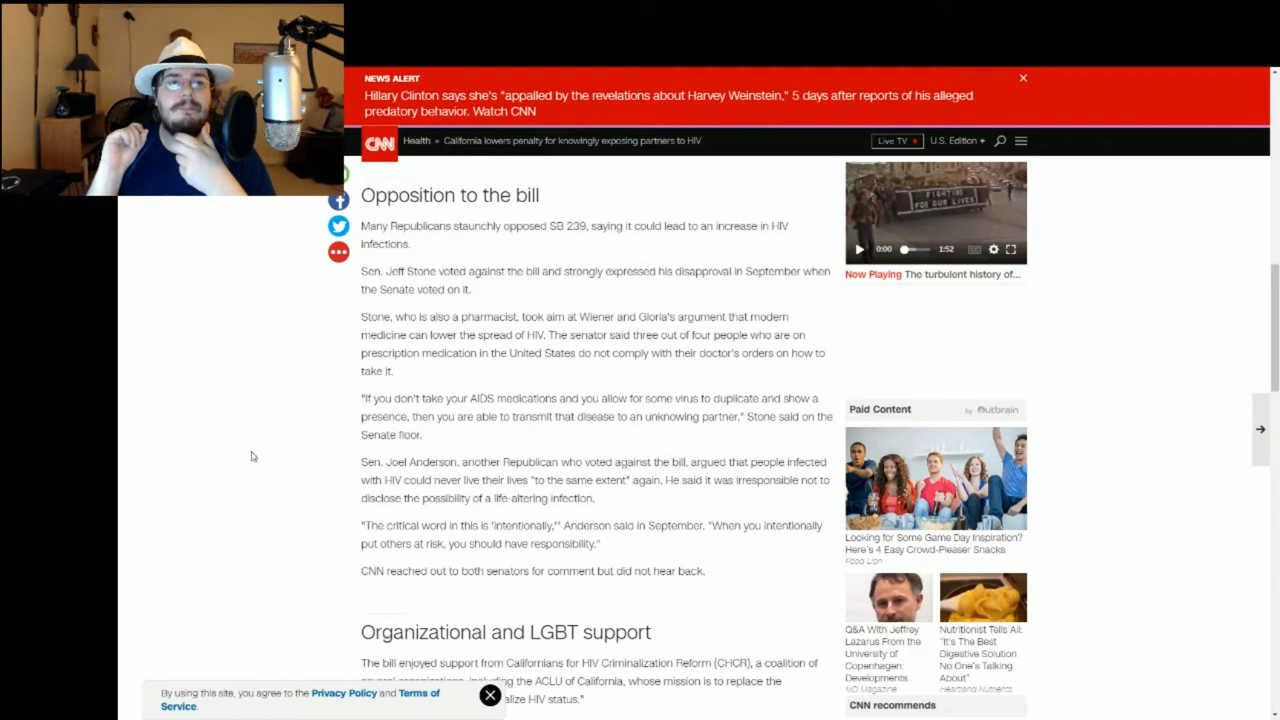 NEWS ALERT
Hillary Clinton says she's "appalled by the revelations about Harvey Weinstein," 5 days after reports of his alleged
predatory behavior. Watch CNN
CNN
Health » California lowers penalty for knowingly exposing partners to HIV
Live TV
U.S. Edition +
Opposition to the bill
Many Republicans staunchly opposed SB 239, saying it could lead to an increase in HIV
infections.
Sen. Jeff Stone voted against the bill and strongly expressed his disapproval in September when
the Senate voted on it.
Stone, who is also a pharmacist, took aim at Wiener and Gloria's argument that modern
medicine can lower the spread of HIV. The senator said three out of four people who are on
prescription medication in the United States do not comply with their doctor's orders on how to
take it.
"If you don't take your AIDS medications and you allow for some virus to duplicate and show a
presence, then you are able to transmit that disease to an unknowing partner," Stone said on the
Senate floor.
Sen. Joel Anderson, another Republican who voted against the bill, argued that people infected
with HIV could never live their lives "to the same extent" again. He said it was irresponsible not to
disclose the possibility of a life-altering infection.
"The critical word in this is 'intentionally,'" Anderson said in September. "When you intentionally
put others at risk, you should have responsibility."
CNN reached out to both senators for comment but did not hear back.
Organizational and LGBT support
The bill enjoyed support from Californians for HIV Criminalization Reform (CHCR), a coalition of
including the ACLU of California, whose mission is to replace the
alize HIV status."
FIGHTING
FOR OUR LIVES
0:00
1:52
Now Playing The turbulent history of...
Paid Content
by Outbrain
Looking for Some Game Day Inspiration?
Here's 4 Easy Crowd-Pleaser Snacks
Food Lion
Q&A With Jeffrey
Lazarus From the
University of
Copenhagen:
Developments...
MD Magazine
Nutritionist Tells All:
"It's The Best
Digestive Solution
No One's Talking
About"
Heartland Nutrients
CNN recommends
By using this site, you agree to the Privacy Policy and Terms of
Service.